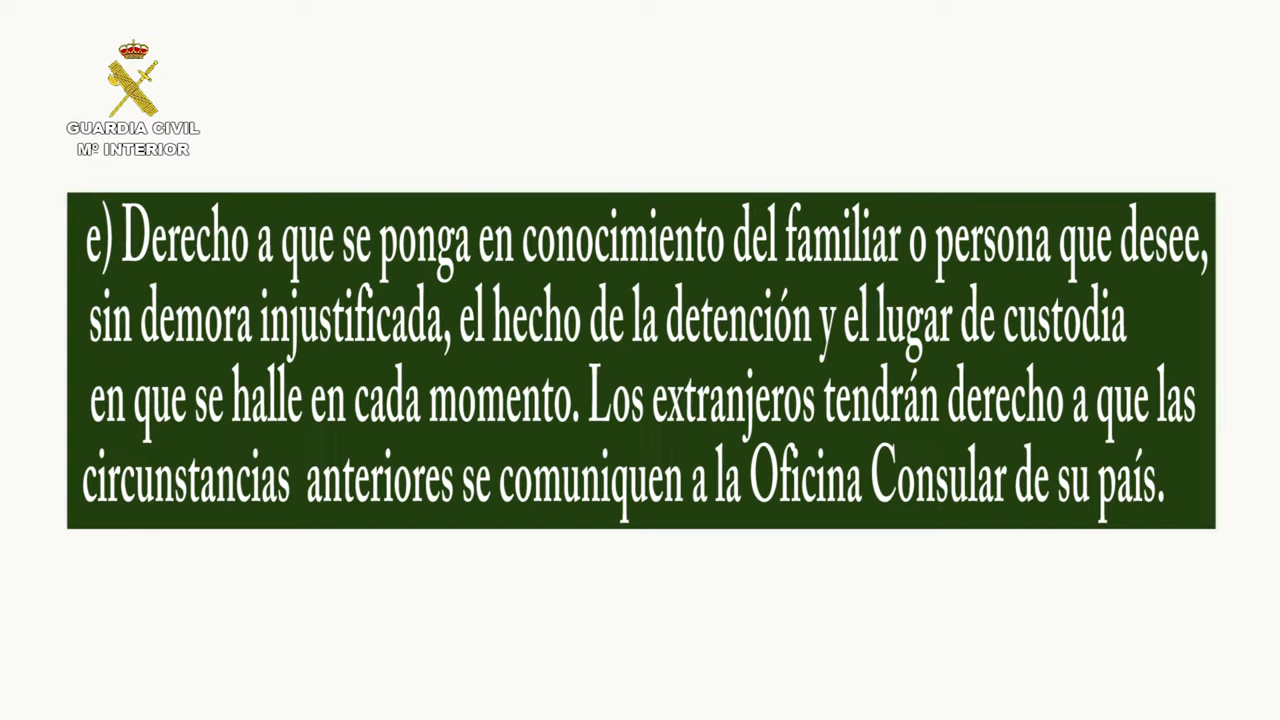 GUARDIA CIVIL
Mº INTERIOR
e) Derecho a que se ponga en conocimiento del familiar o persona que desee,
sin demora injustificada, el hecho de la detención y el lugar de custodia
en que se halle en cada momento. Los extranjeros tendrán derecho a que las
circunstancias anteriores se comuniquen a la Oficina Consular de su país.